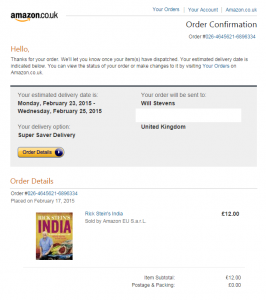 amazon.co.uk
Your Orders | Your Account | Amazon.co.uk
Order Confirmation
Order #026-4645621-6896334
Hello,
Thanks for your order. We'll let you know once your item(s) have dispatched. Your estimated delivery date is
indicated below. You can view the status of your order or make changes to it by visiting Your Orders on
Amazon.co.uk.
Your estimated delivery date is:
Monday, February 23, 2015 -
Wednesday, February 25, 2015
Your order will be sent to:
Will Stevens
Your delivery option:
Super Saver Delivery
United Kingdom
Order Details
Order Details
Order #026-4645621-6896334
Placed on February 17, 2015
RICK STEIN'S
INDIA
Rick Stein's India
Sold by Amazon EU S.a.r.L.
£12.00
Item Subtotal: £12.00
Postage & Packing: £0.00